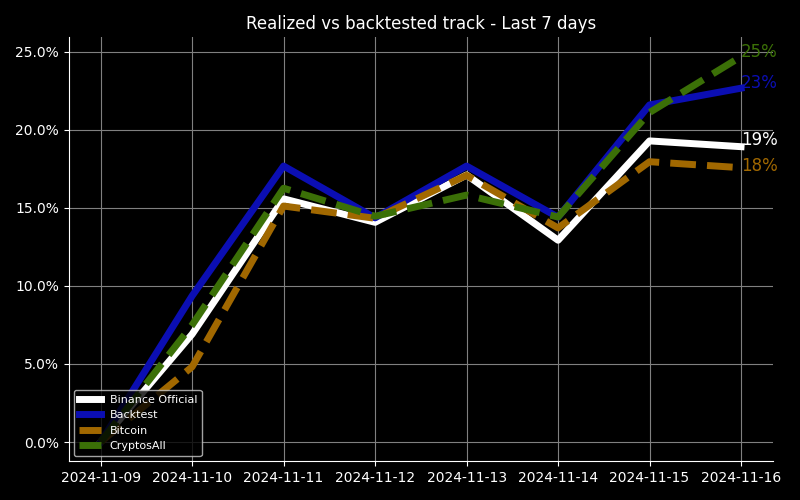 Realized vs backtested track - Last 7 days
25.0%
20.0%
15.0%
10.0%
5.0%
0.0%
25%
23%
19%
18%
Binance Official
Backtest
Bitcoin
CryptosAll
2024-11-09 2024-11-10 2024-11-11 2024-11-12 2024-11-13 2024-11-14 2024-11-15 2024-11-16